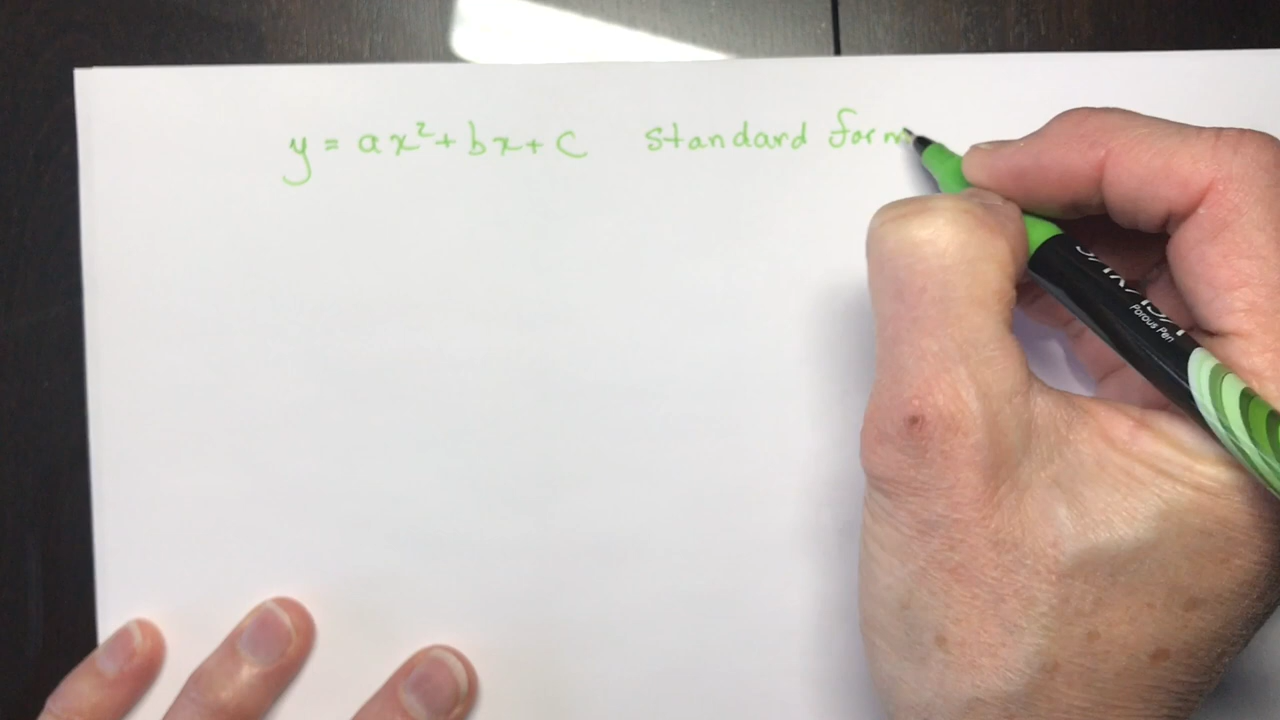 y = ax²+bx+c standard form
Porous Pen